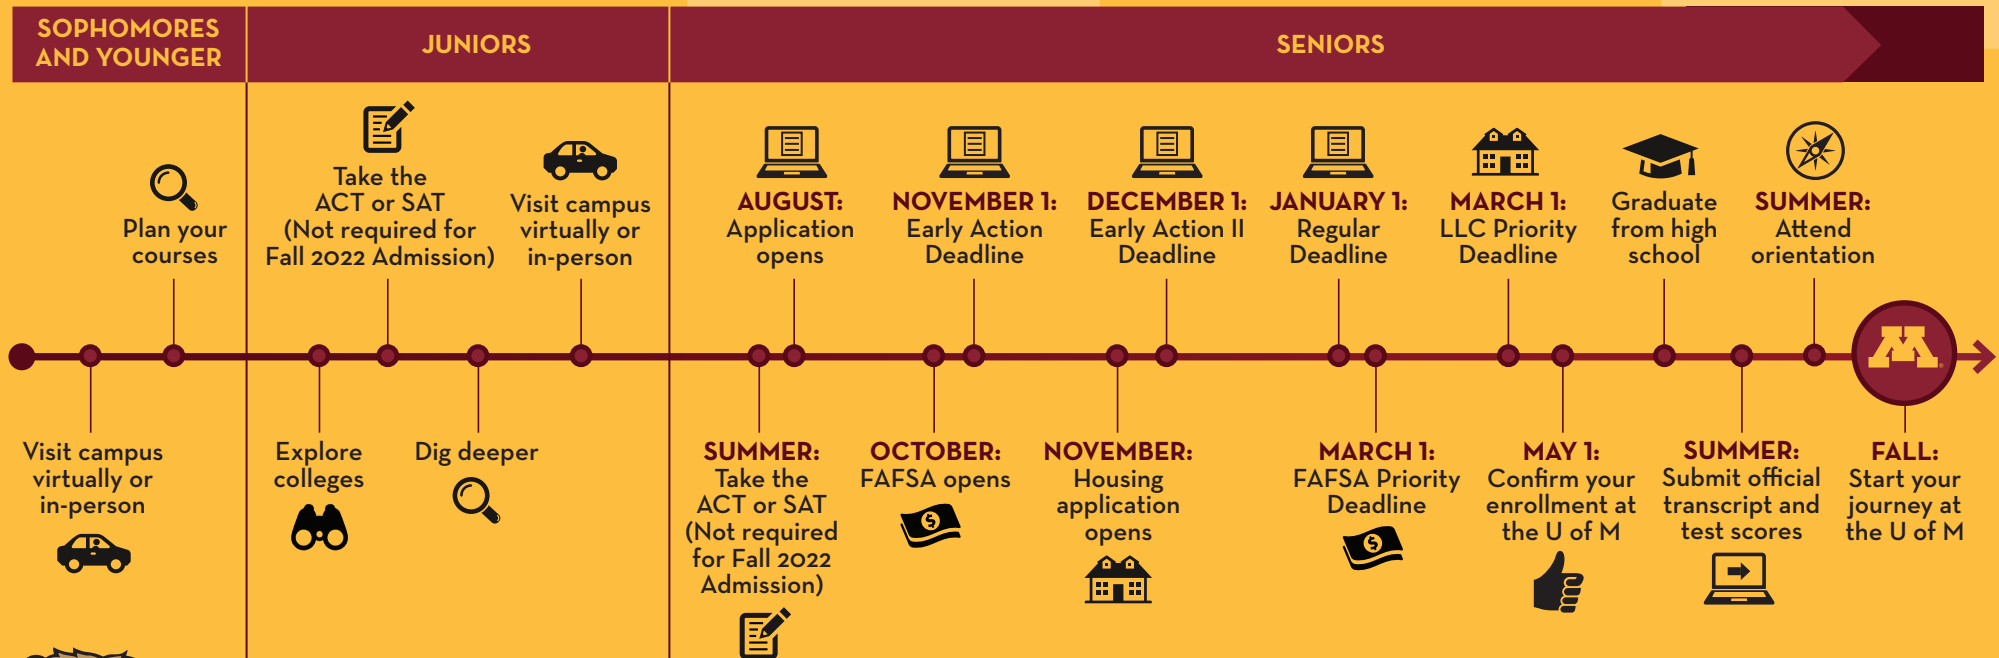 SOPHOMORES
AND YOUNGER
JUNIORS
SENIORS
Plan your
courses
Take the
ACT or SAT
(Not required for
Fall 2022 Admission)
Visit campus
virtually or
in-person
AUGUST:
Application
opens
NOVEMBER 1:
Early Action
Deadline
DECEMBER 1:
Early Action II
Deadline
JANUARY 1:
Regular
Deadline
MARCH 1:
LLC Priority
Deadline
Graduate
from high
school
SUMMER:
Attend
orientation
M
Visit campus
virtually or
in-person
Explore
colleges
Dig deeper
SUMMER:
Take the
ACT or SAT
(Not required
for Fall 2022
Admission)
OCTOBER:
FAFSA opens
NOVEMBER:
Housing
application
opens
MARCH 1:
FAFSA Priority
Deadline
MAY 1:
Confirm your
enrollment at
the U of M
SUMMER:
Submit official
transcript and
test scores
FALL:
Start your
journey at
the U of M